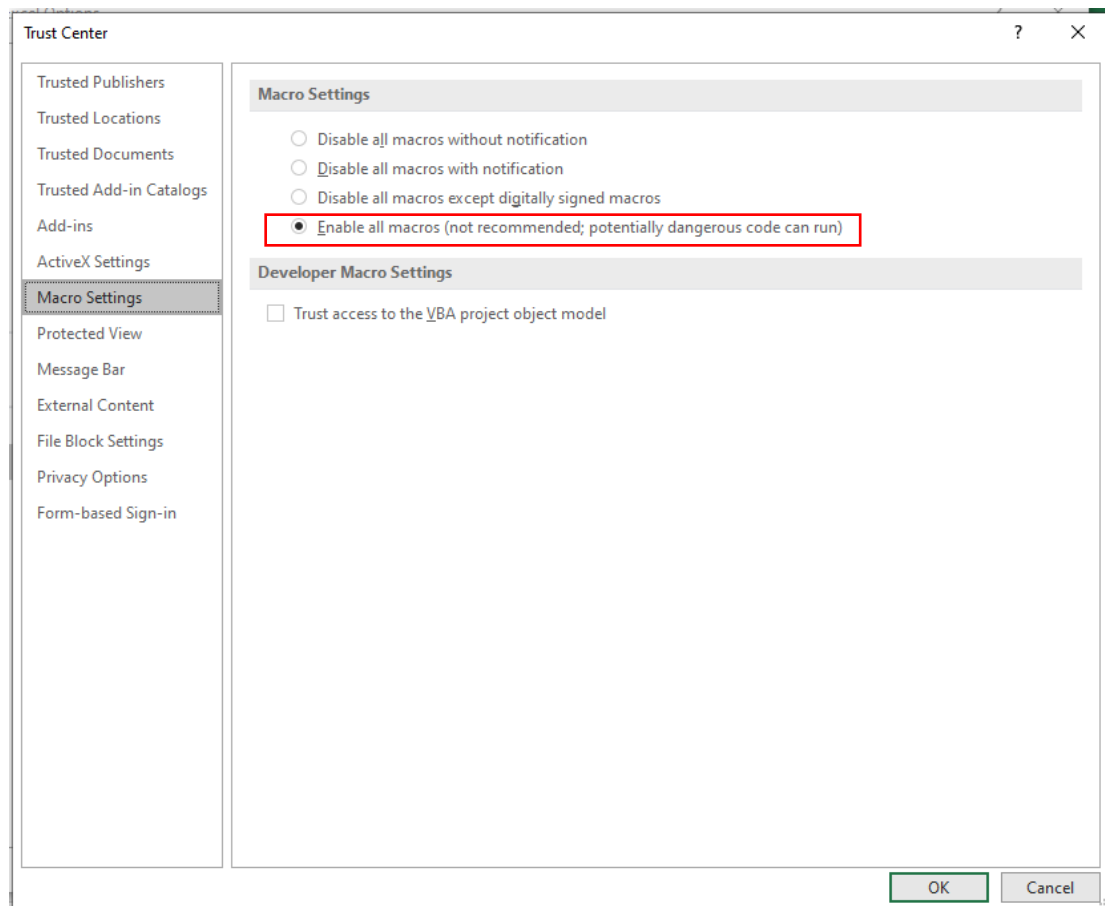 Trust Center
?
Trusted Publishers
Trusted Locations
Trusted Documents
Trusted Add-in Catalogs
Add-ins
ActiveX Settings
Macro Settings
Protected View
Message Bar
External Content
File Block Settings
Privacy Options
Form-based Sign-in
Macro Settings
Disable all macros without notification
Disable all macros with notification
Disable all macros except digitally signed macros
Enable all macros (not recommended; potentially dangerous code can run)
Developer Macro Settings
Trust access to the VBA project object model
OK
Cancel